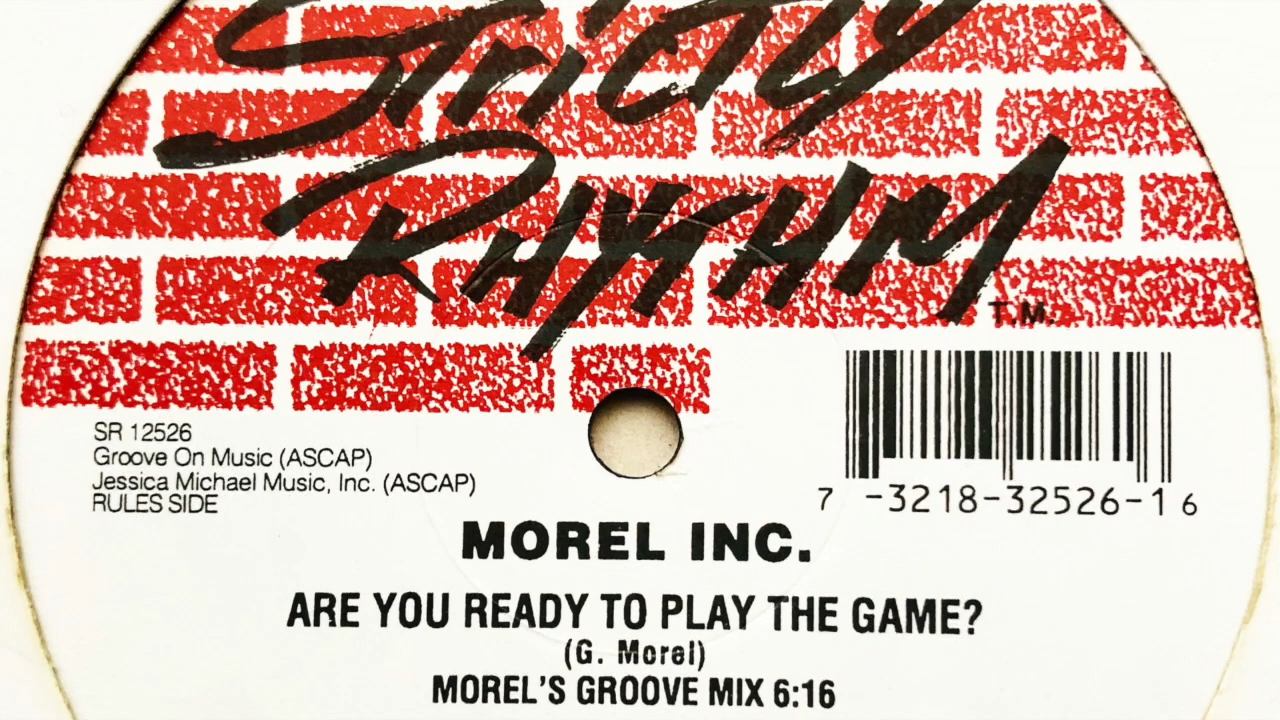 Strictly
RHYTHM
T.M.
SR 12526
Groove On Music (ASCAP)
Jessica Michael Music, Inc. (ASCAP)
RULES SIDE
7 -3218-32526-1 6
MOREL INC.
ARE YOU READY TO PLAY THE GAME?
(G. Morel)
MOREL'S GROOVE MIX 6:16